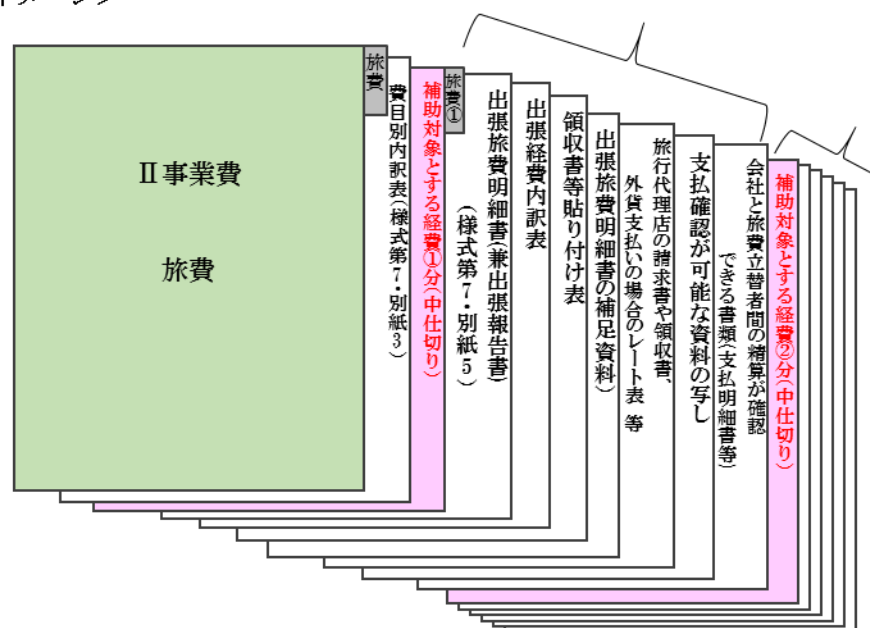 Ⅱ事業費
旅費
旅費
費目別内訳表(様式第7・別紙3)
補助対象とする経費①分(中仕切り)
旅費①
出張旅費明細書(兼出張報告書)
(様式第7・別紙5)
出張経費内訳表
領収書等貼り付け表
出張旅費明細書の補足資料)
旅行代理店の請求書や領収書、
外貨支払いの場合のレート表 等
支払確認が可能な資料の写し
会社と旅費立替者間の精算が確認
できる書類(支払明細書等)
補助対象とする経費②分(中仕切り)